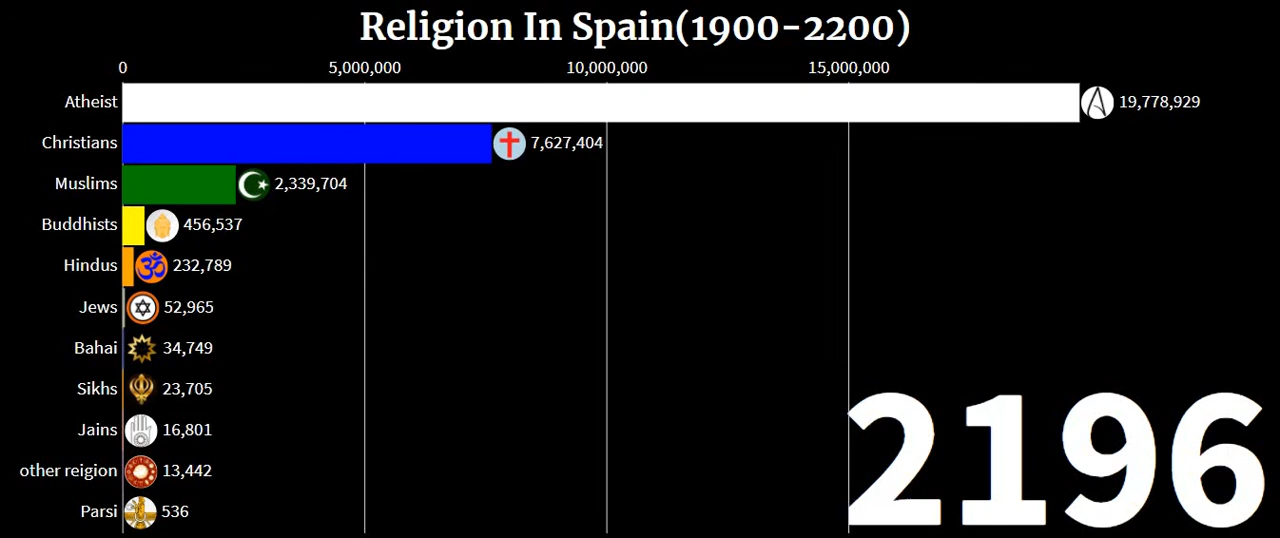 Religion In Spain(1900-2200)
0 5,000,000 10,000,000 15,000,000
Atheist 19,778,929
Christians 7,627,404
Muslims 2,339,704
Buddhists 456,537
Hindus 232,789
Jews 52,965
Bahai 34,749
Sikhs 23,705
Jains 16,801
other reigion 13,442
Parsi 536
2196